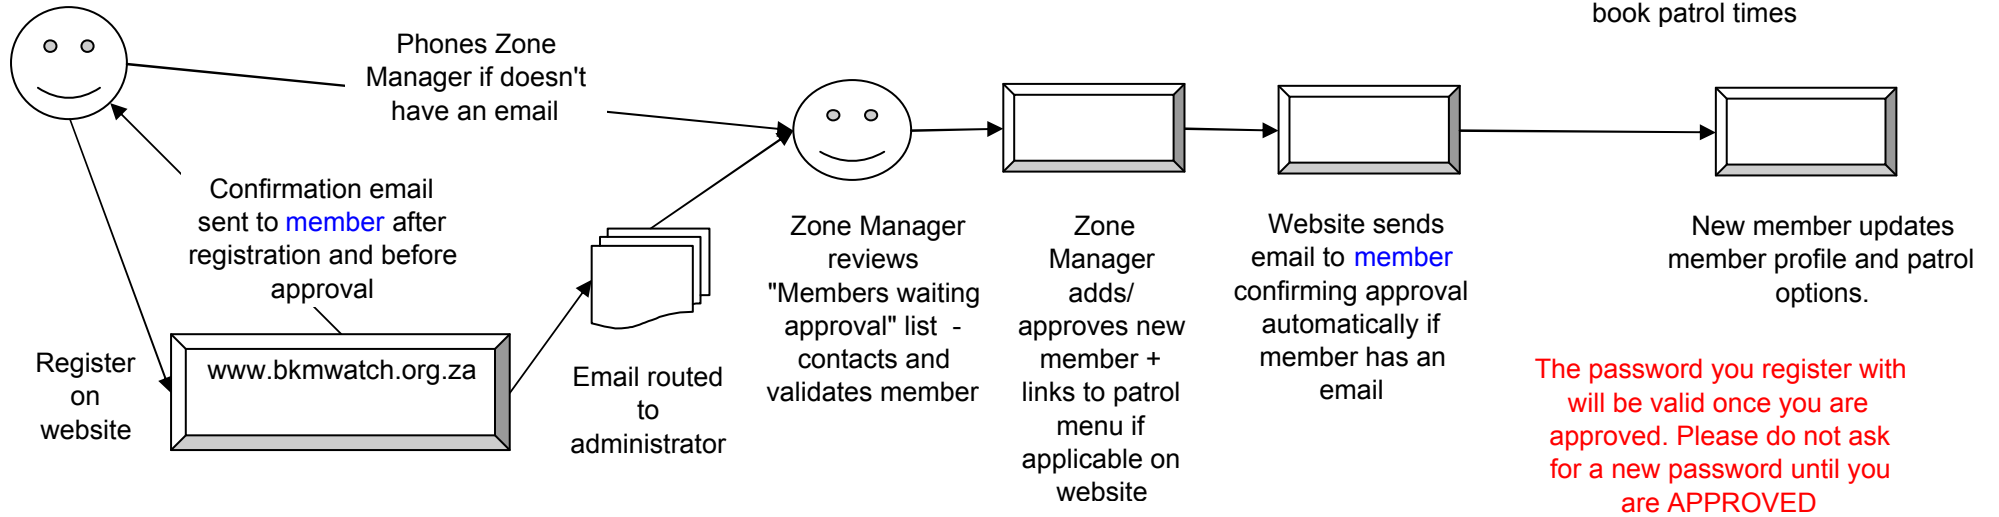 book patrol times
Phones Zone
Manager if doesn't
have an email
Confirmation email
sent to member after
registration and before
approval
Register
on
website
www.bkmwatch.org.za
Email routed
to
administrator
Zone Manager
reviews
"Members waiting
approval" list -
contacts and
validates member
Zone
Manager
adds/
approves new
member +
links to patrol
menu if
applicable on
website
Website sends
email to member
confirming approval
automatically if
member has an
email
New member updates
member profile and patrol
options.
The password you register with
will be valid once you are
approved. Please do not ask
for a new password until you
are APPROVED